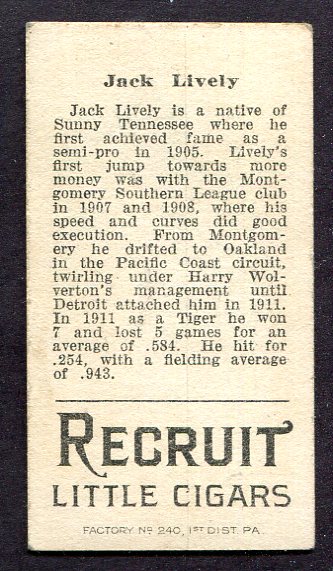 Jack Lively
Jack Lively is a native of
Sunny Tennessee where he
first achieved fame as a
semi-pro in 1905. Lively's
first jump towards more
money was with the Mont-
gomery Southern League club
in 1907 and 1908, where his
speed and curves did good
execution. From Montgom-
ery he drifted to Oakland
in the Pacific Coast circuit,
twirling under Harry Wol-
verton's management until
Detroit attached him in 1911.
In 1911 as a Tiger he won
7 and lost 5 games for an
average of .584. He hit for
.254, with a fielding average
of .943.
RECRUIT
LITTLE CIGARS
FACTORY Nº 240, 1ST DIST. PA.